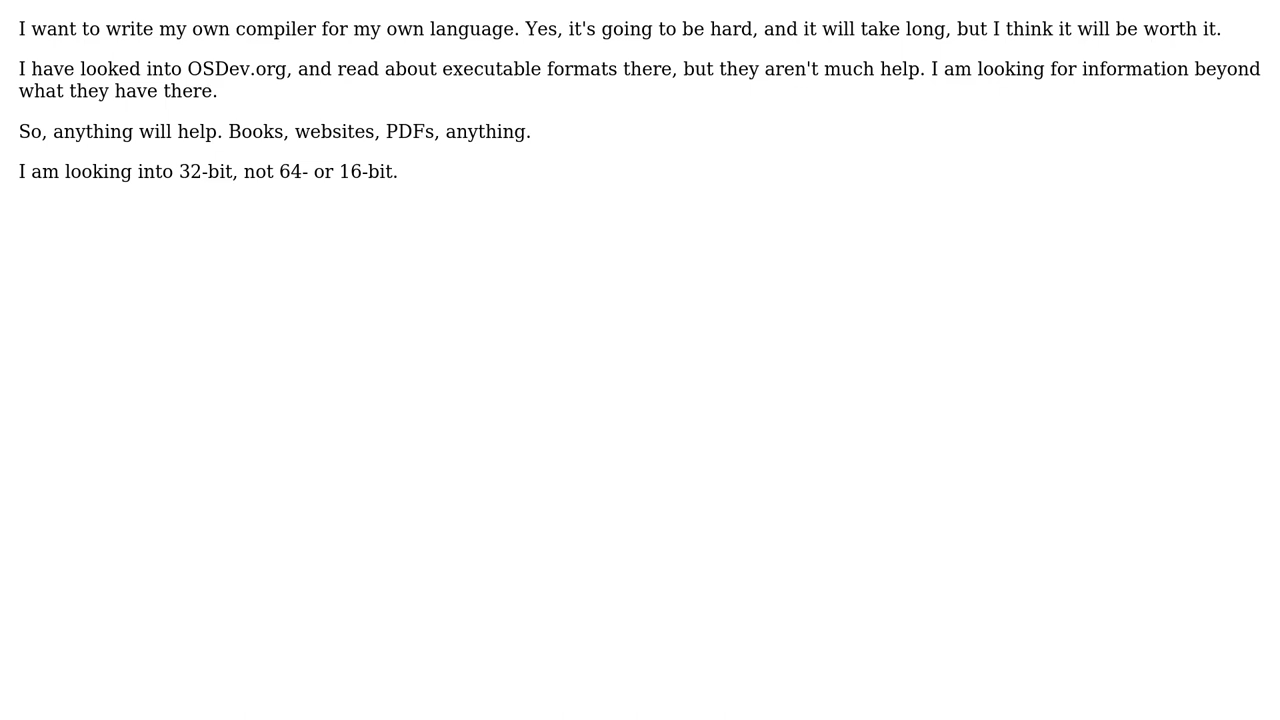 I want to write my own compiler for my own language. Yes, it's going to be hard, and it will take long, but I think it will be worth it.
I have looked into OSDev.org, and read about executable formats there, but they aren't much help. I am looking for information beyond
what they have there.
So, anything will help. Books, websites, PDFs, anything.
I am looking into 32-bit, not 64- or 16-bit.